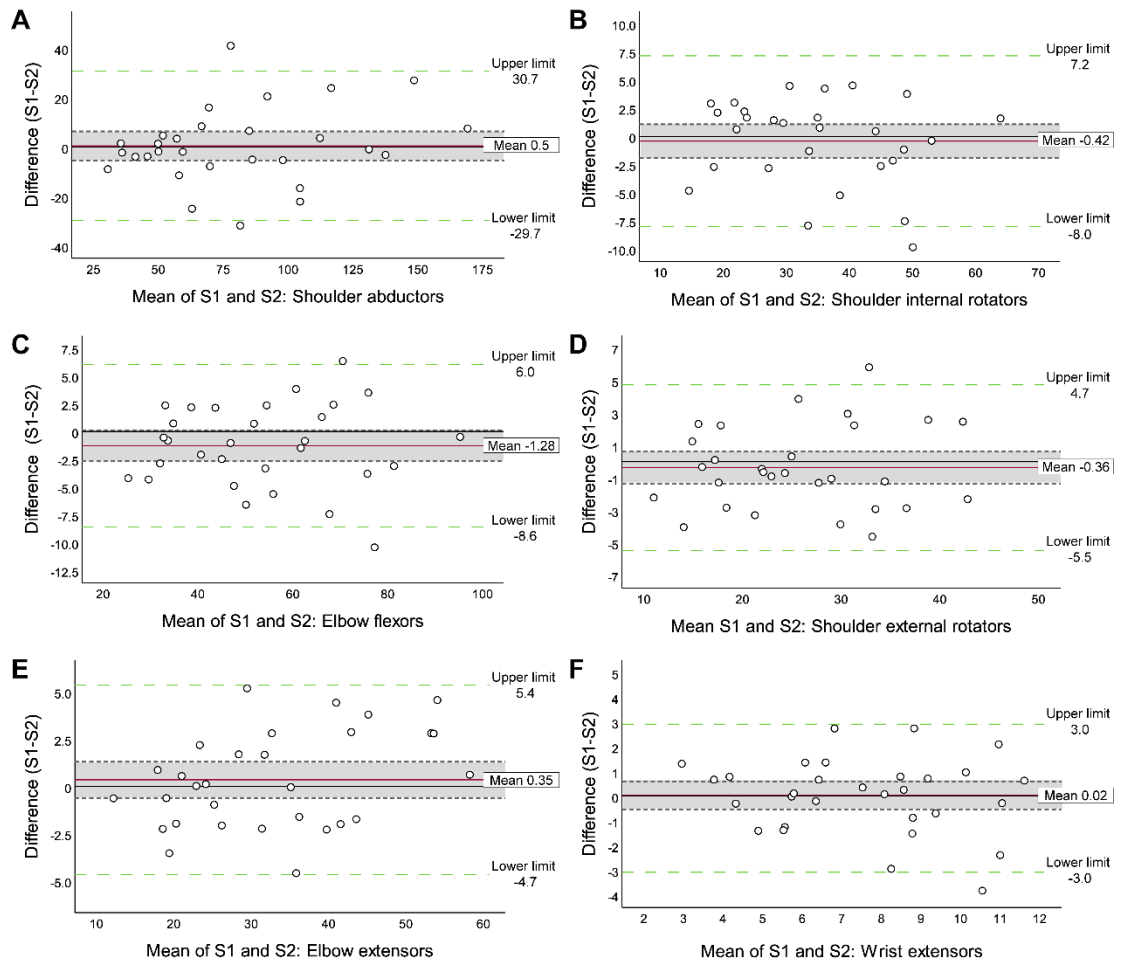 A
Difference (S1-S2)
40
20
0
-20
-40
25
50
75
100
125
150
175
Upper limit
30.7
Mean 0.5
Lower limit
-29.7
Mean of S1 and S2: Shoulder abductors
B
Difference (S1-S2)
10.0
7.5
5.0
2.5
0
-2.5
-5.0
-7.5
-10.0
10
20
30
40
50
60
70
Upper limit
7.2
Mean -0.42
Lower limit
-8.0
Mean of S1 and S2: Shoulder internal rotators
C
Difference (S1-S2)
7.5
5.0
2.5
0
-2.5
-5.0
-7.5
-10.0
-12.5
20
40
60
80
100
Upper limit
6.0
Mean -1.28
Lower limit
-8.6
Mean of S1 and S2: Elbow flexors
D
Difference (S1-S2)
7
5
3
1
-1
-3
-5
-7
10
20
30
40
50
Upper limit
4.7
Mean -0.36
Lower limit
-5.5
Mean S1 and S2: Shoulder external rotators
E
Difference (S1-S2)
5.0
2.5
0
-2.5
-5.0
10
20
30
40
50
60
Upper limit
5.4
Mean 0.35
Lower limit
-4.7
Mean of S1 and S2: Elbow extensors
F
Difference (S1-S2)
5
4
3
2
1
0
-1
-2
-3
-4
2
3
4
5
6
7
8
9
10
11
12
Upper limit
3.0
Mean 0.02
Lower limit
-3.0
Mean of S1 and S2: Wrist extensors